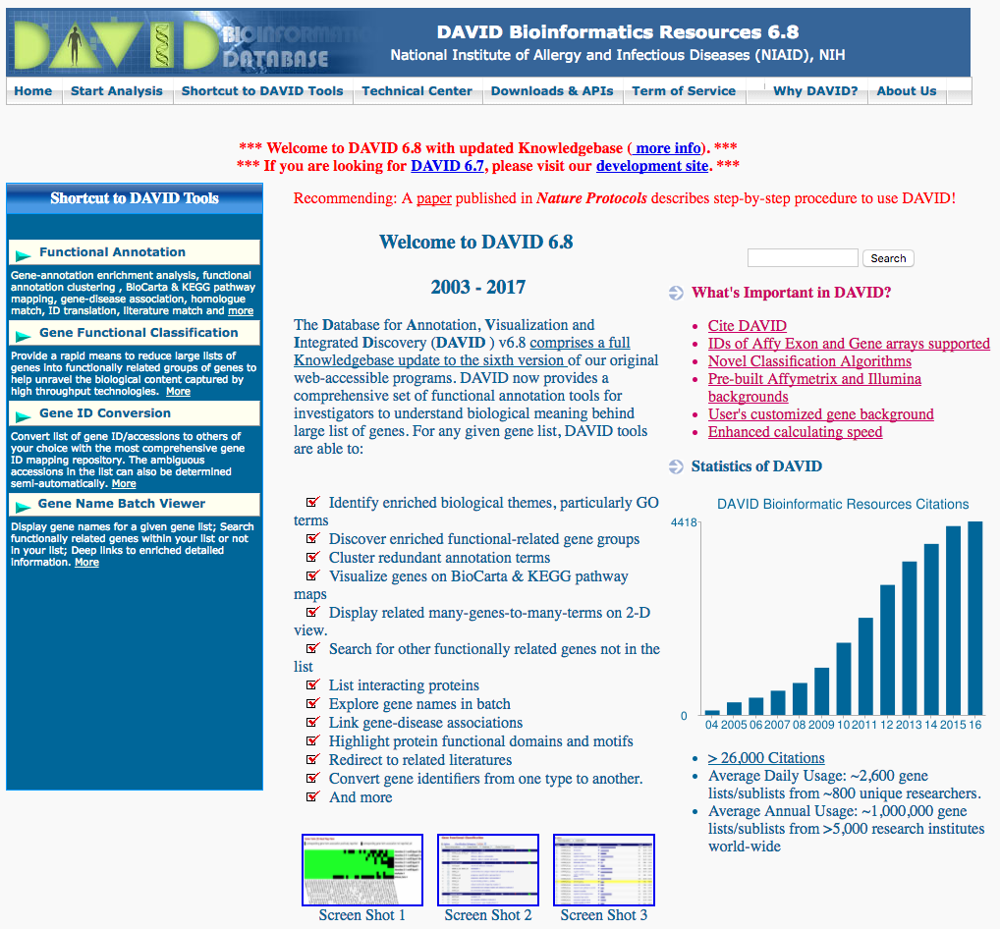 DAVID BIOINFORMATICS
DATABASE
DAVID Bioinformatics Resources 6.8
National Institute of Allergy and Infectious Diseases (NIAID), NIH
Home Start Analysis Shortcut to DAVID Tools Technical Center Downloads & APIs Term of Service Why DAVID? About Us
*** Welcome to DAVID 6.8 with updated Knowledgebase ( more info). ***
*** If you are looking for DAVID 6.7, please visit our development site. ***
Shortcut to DAVID Tools
Functional Annotation
Gene-annotation enrichment analysis, functional
annotation clustering , BioCarta & KEGG pathway
mapping, gene-disease association, homologue
match, ID translation, literature match and more
Gene Functional Classification
Provide a rapid means to reduce large lists of
genes into functionally related groups of genes to
help unravel the biological content captured by
high throughput technologies. More
Gene ID Conversion
Convert list of gene ID/accessions to others of
your choice with the most comprehensive gene
ID mapping repository. The ambiguous
accessions in the list can also be determined
semi-automatically. More
Gene Name Batch Viewer
Display gene names for a given gene list; Search
functionally related genes within your list or not
in your list; Deep links to enriched detailed
information. More
Recommending: A paper published in Nature Protocols describes step-by-step procedure to use DAVID!
Welcome to DAVID 6.8
2003 - 2017
The Database for Annotation, Visualization and
Integrated Discovery (DAVID ) v6.8 comprises a full
Knowledgebase update to the sixth version of our original
web-accessible programs. DAVID now provides a
comprehensive set of functional annotation tools for
investigators to understand biological meaning behind
large list of genes. For any given gene list, DAVID tools
are able to:
Identify enriched biological themes, particularly GO
terms
Discover enriched functional-related gene groups
Cluster redundant annotation terms
Visualize genes on BioCarta & KEGG pathway
maps
Display related many-genes-to-many-terms on 2-D
view.
Search for other functionally related genes not in the
list
List interacting proteins
Explore gene names in batch
Link gene-disease associations
Highlight protein functional domains and motifs
Redirect to related literatures
Convert gene identifiers from one type to another.
And more
Screen Shot 1 Screen Shot 2 Screen Shot 3
Search
What's Important in DAVID?
• Cite DAVID
• IDs of Affy Exon and Gene arrays supported
• Novel Classification Algorithms
• Pre-built Affymetrix and Illumina
backgrounds
• User's customized gene background
• Enhanced calculating speed
Statistics of DAVID
DAVID Bioinformatic Resources Citations
4418
0
04 2005 06 2007 08 2009 10 2011 12 2013 14 2015 16
• > 26,000 Citations
• Average Daily Usage: ~2,600 gene
lists/sublists from ~800 unique researchers.
• Average Annual Usage: ~1,000,000 gene
lists/sublists from >5,000 research institutes
world-wide